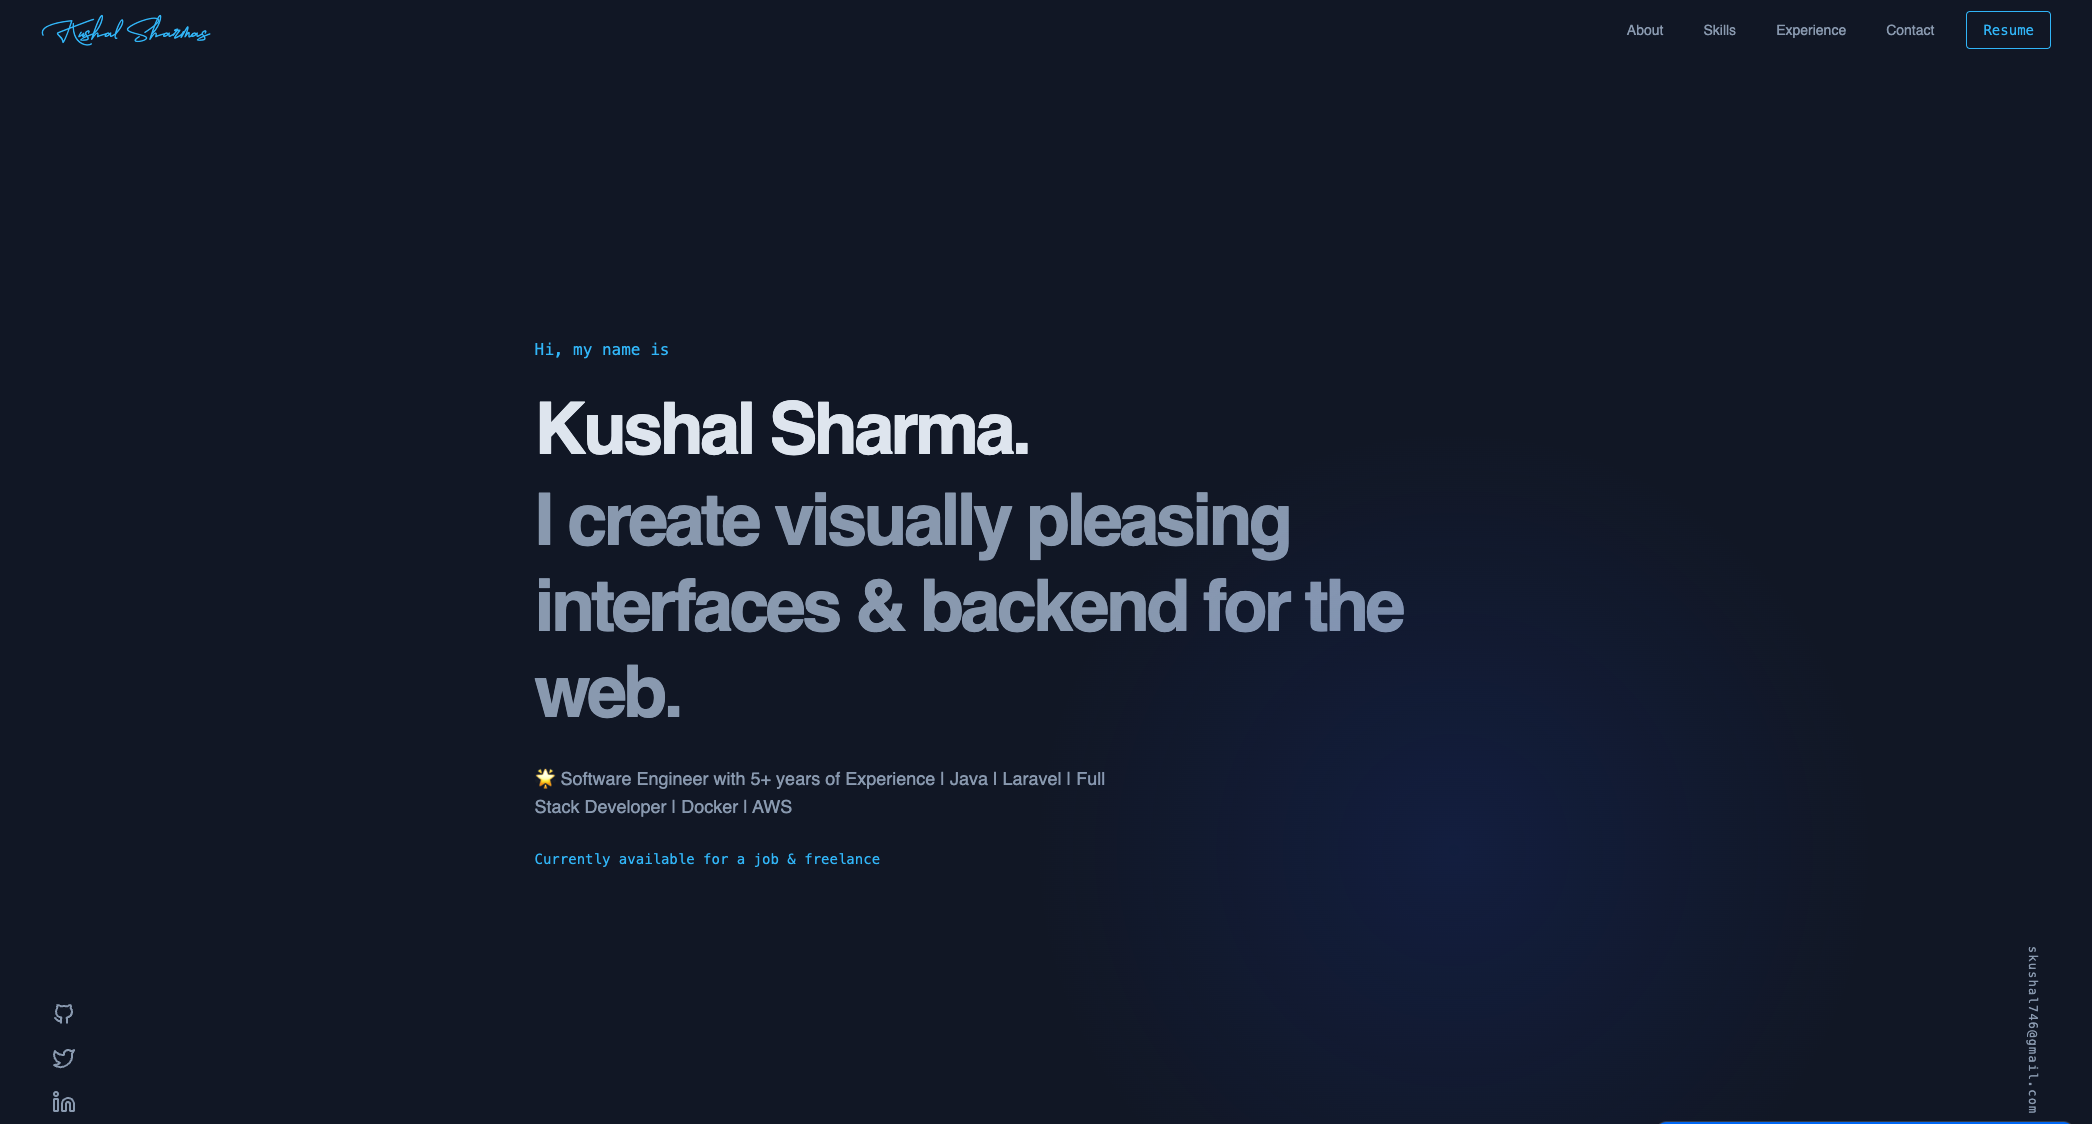 Kushal Sharmas
About
Skills
Experience
Contact
Resume
Hi, my name is
Kushal Sharma.
I create visually pleasing
interfaces & backend for the
web.
🌟 Software Engineer with 5+ years of Experience | Java | Laravel | Full
Stack Developer | Docker | AWS
Currently available for a job & freelance
skushal746@gmail.com